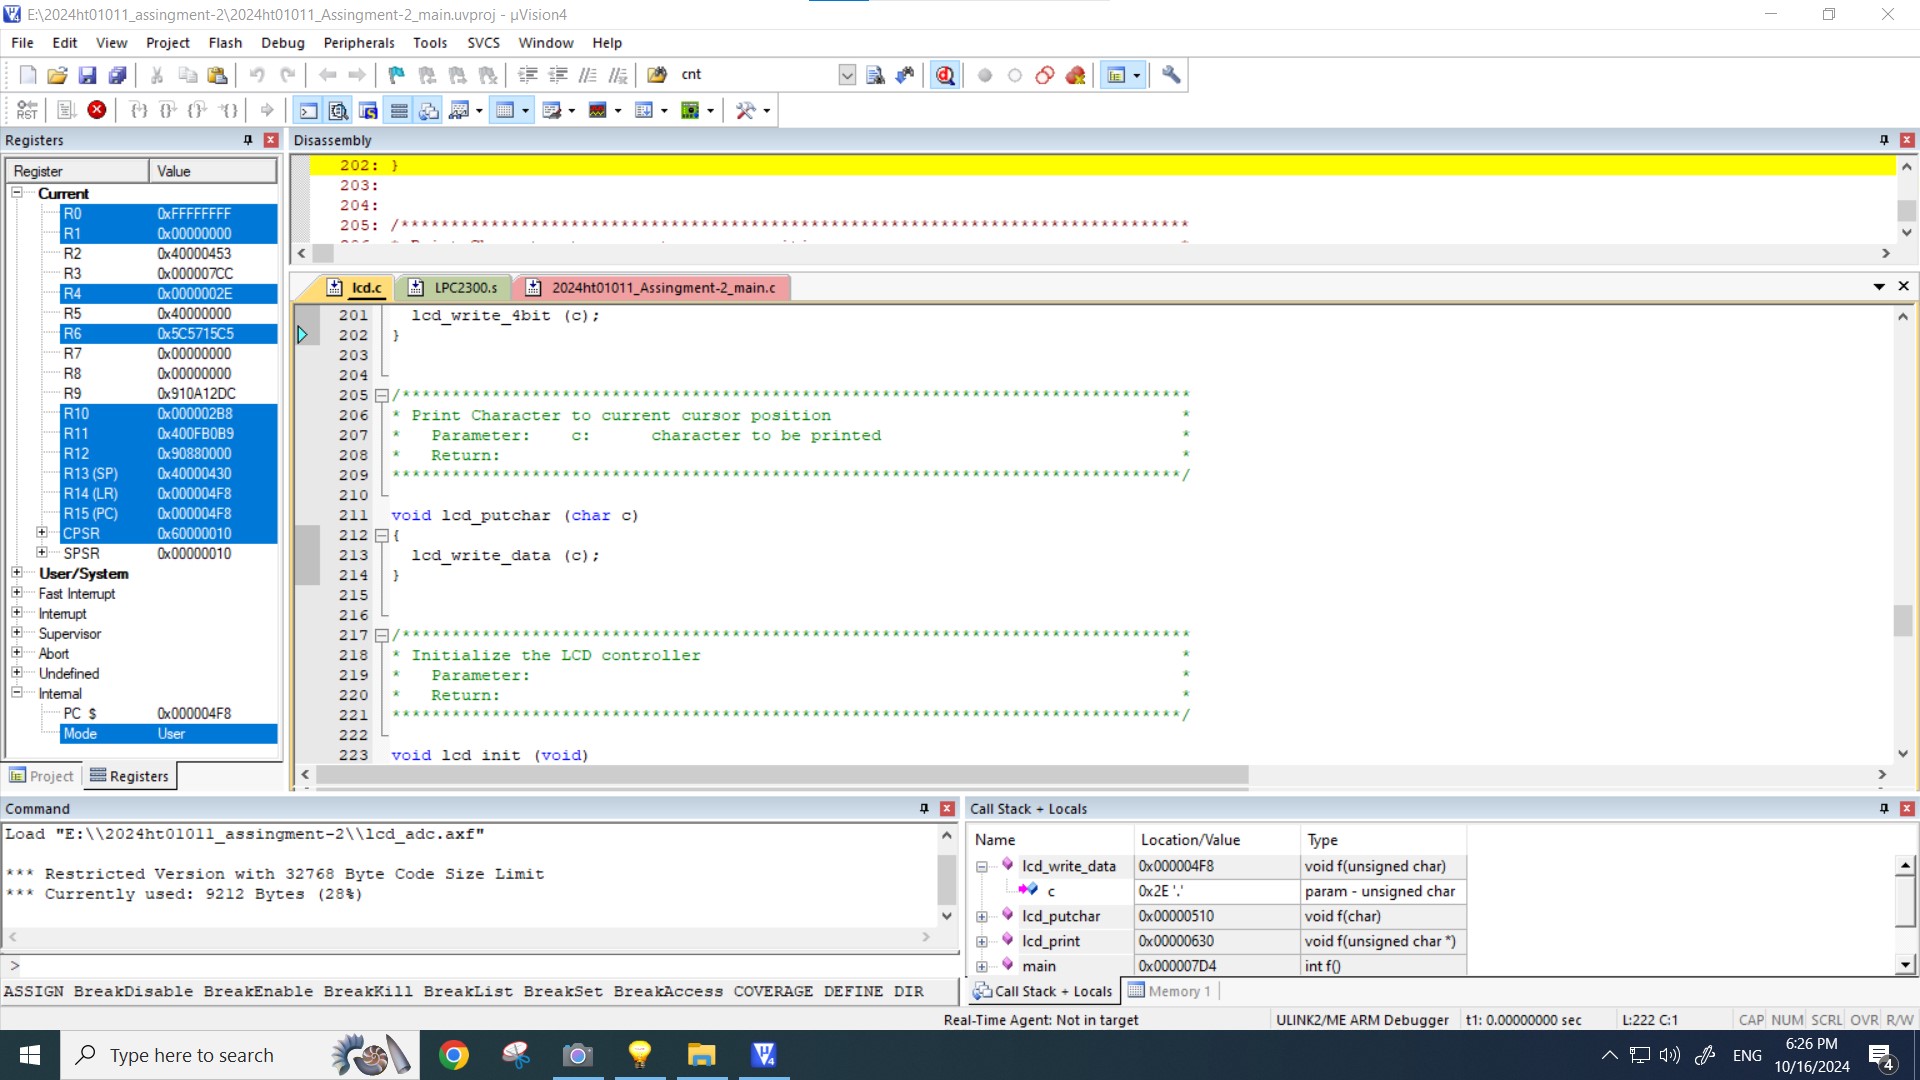 E:\2024ht01011_assingment-2\2024ht01011_Assingment-2_main.uvproj - µVision4
File Edit View Project Flash Debug Peripherals Tools SVCS Window Help
cnt
RST
Registers
Register Value
Current
R0 0xFFFFFFFF
R1 0x00000000
R2 0x40000453
R3 0x000007CC
R4 0x0000002E
R5 0x40000000
R6 0x5C5715C5
R7 0x00000000
R8 0x00000000
R9 0x910A12DC
R10 0x000002B8
R11 0x400FB0B9
R12 0x90880000
R13 (SP) 0x40000430
R14 (LR) 0x000004F8
R15 (PC) 0x000004F8
CPSR 0x60000010
SPSR 0x00000010
User/System
Fast Interrupt
Interrupt
Supervisor
Abort
Undefined
Internal
PC $ 0x000004F8
Mode User
Project Registers
Disassembly
202: }
203:
204:
205: /*******************************************************************************
lcd.c LPC2300.s 2024ht01011_Assingment-2_main.c
201 lcd_write_4bit (c);
202 }
203
204
205 /*******************************************************************************
206 * Print Character to current cursor position *
207 * Parameter: c: character to be printed *
208 * Return: *
209 *******************************************************************************/
210
211 void lcd_putchar (char c)
212 {
213 lcd_write_data (c);
214 }
215
216
217 /*******************************************************************************
218 * Initialize the LCD controller *
219 * Parameter: *
220 * Return: *
221 *******************************************************************************/
222
223 void lcd_init (void)
Command
Load "E:\\2024ht01011_assingment-2\\lcd_adc.axf"
*** Restricted Version with 32768 Byte Code Size Limit
*** Currently used: 9212 Bytes (28%)
>
ASSIGN BreakDisable BreakEnable BreakKill BreakList BreakSet BreakAccess COVERAGE DEFINE DIR
Call Stack + Locals
Name Location/Value Type
lcd_write_data 0x000004F8 void f(unsigned char)
c 0x2E '.' param - unsigned char
lcd_putchar 0x00000510 void f(char)
lcd_print 0x00000630 void f(unsigned char *)
main 0x000007D4 int f()
Call Stack + Locals Memory 1
Real-Time Agent: Not in target ULINK2/ME ARM Debugger t1: 0.00000000 sec L:222 C:1 CAP NUM SCRL OVR R/W
Type here to search
ENG
6:26 PM
10/16/2024
4